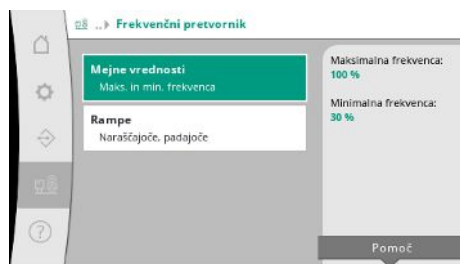 ..▸ Frekvenčni pretvornik
Mejne vrednosti
Maks. in min. frekvenca
Rampe
Naraščajoče, padajoče
Maksimalna frekvenca:
100 %
Minimalna frekvenca:
30 %
?
Pomoč